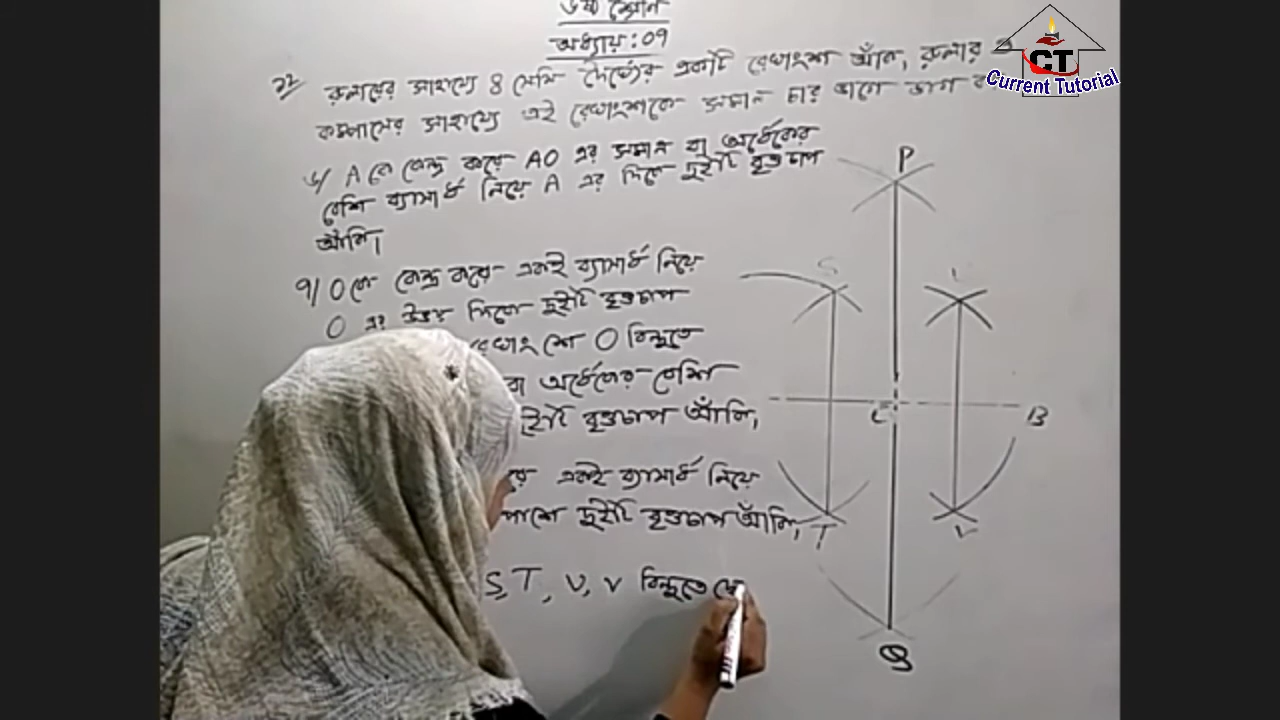 ৬ষ্ঠ শ্রেণি
অধ্যায় : ০৯
রুলারের সাহায্যে ৪ সেমি দৈর্ঘ্যের একটি রেখাংশ আঁক, রুলার
কম্পাসের সাহায্যে এই রেখাংশকে সমান চার ভাগে ভাগ
৬/ A কে কেন্দ্র করে AO এর সমান বা অর্ধেকের
বেশি ব্যাসার্ধ নিয়ে A এর দিকে দুইটি বৃত্তচাপ
আঁকি।
৭/ O কে কেন্দ্র করে একই ব্যাসার্ধ নিয়ে
O এর উভয় দিকে দুইটি বৃত্তচাপ
রেখাংশে O বিন্দুতে
বা অর্ধেকের বেশি
দুইটি বৃত্তচাপ আঁকি,
একই ব্যাসার্ধ নিয়ে
পাশে দুইটি বৃত্তচাপ আঁকি,
S, T, U, V বিন্দুতে
P
S
C
B
T
V
Q
CT
Current Tutorial